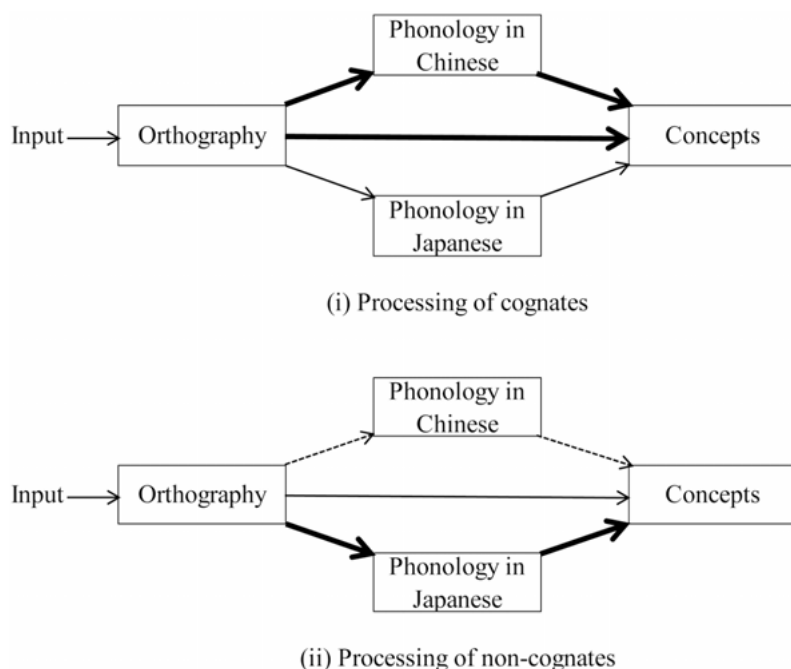 Phonology in
Chinese
Input
Orthography
Concepts
Phonology in
Japanese
(i) Processing of cognates
Phonology in
Chinese
Input
Orthography
Concepts
Phonology in
Japanese
(ii) Processing of non-cognates